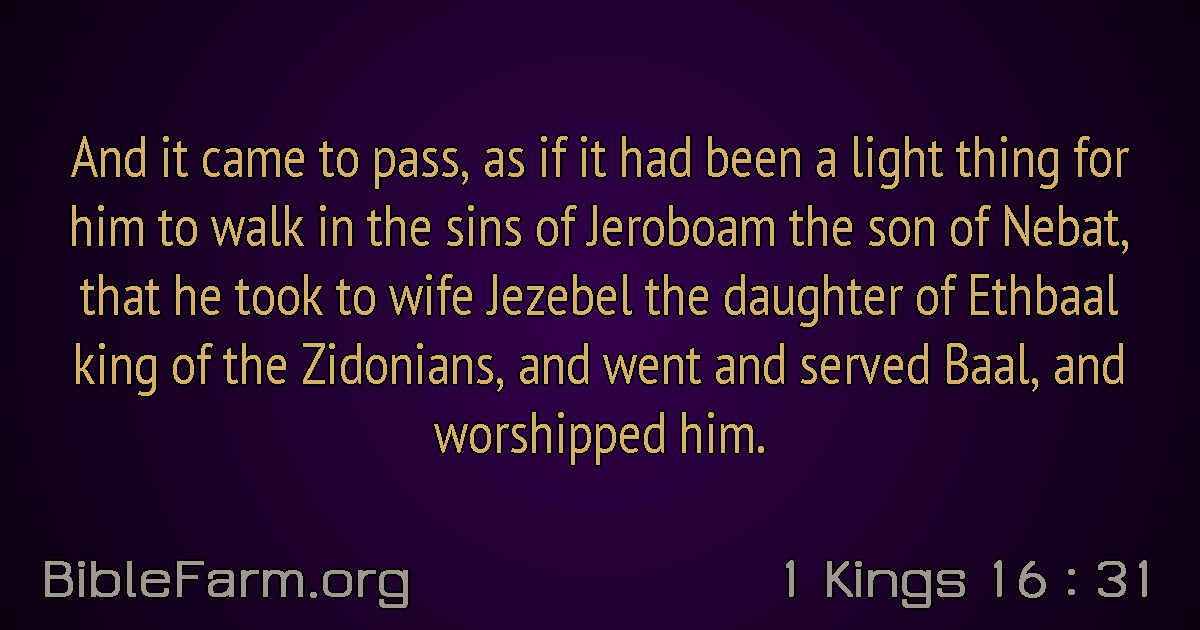 And it came to pass, as if it had been a light thing for
him to walk in the sins of Jeroboam the son of Nebat,
that he took to wife Jezebel the daughter of Ethbaal
king of the Zidonians, and went and served Baal, and
worshipped him.
BibleFarm.org
1 Kings 16 : 31